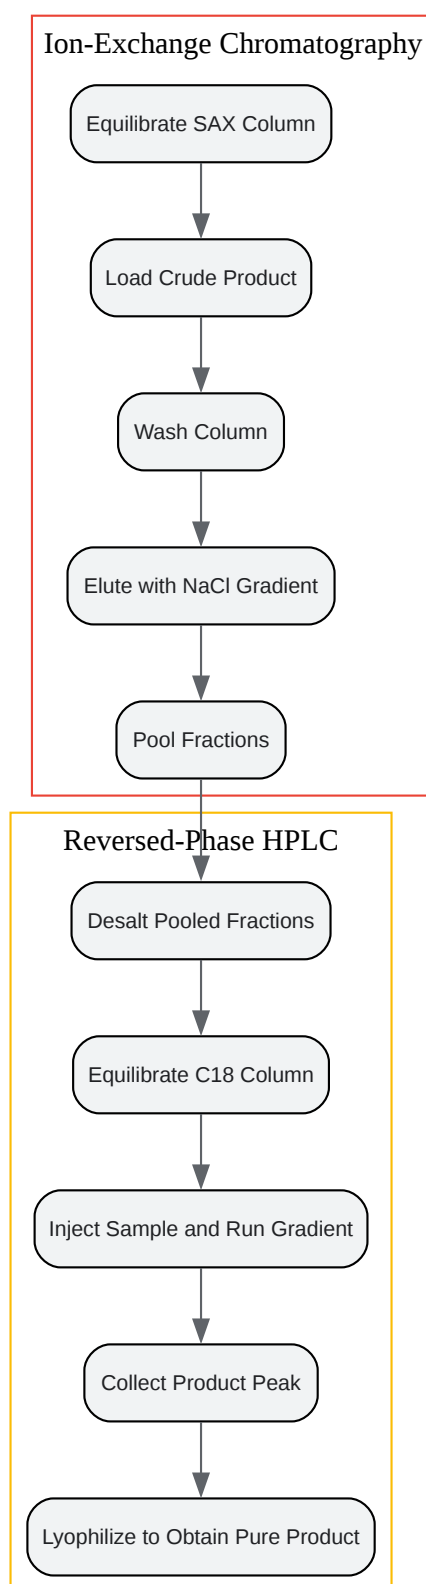 Ion-Exchange Chromatography
Equilibrate SAX Column
Load Crude Product
Wash Column
Elute with NaCl Gradient
Pool Fractions
Reversed-Phase HPLC
Desalt Pooled Fractions
Equilibrate C18 Column
Inject Sample and Run Gradient
Collect Product Peak
Lyophilize to Obtain Pure Product